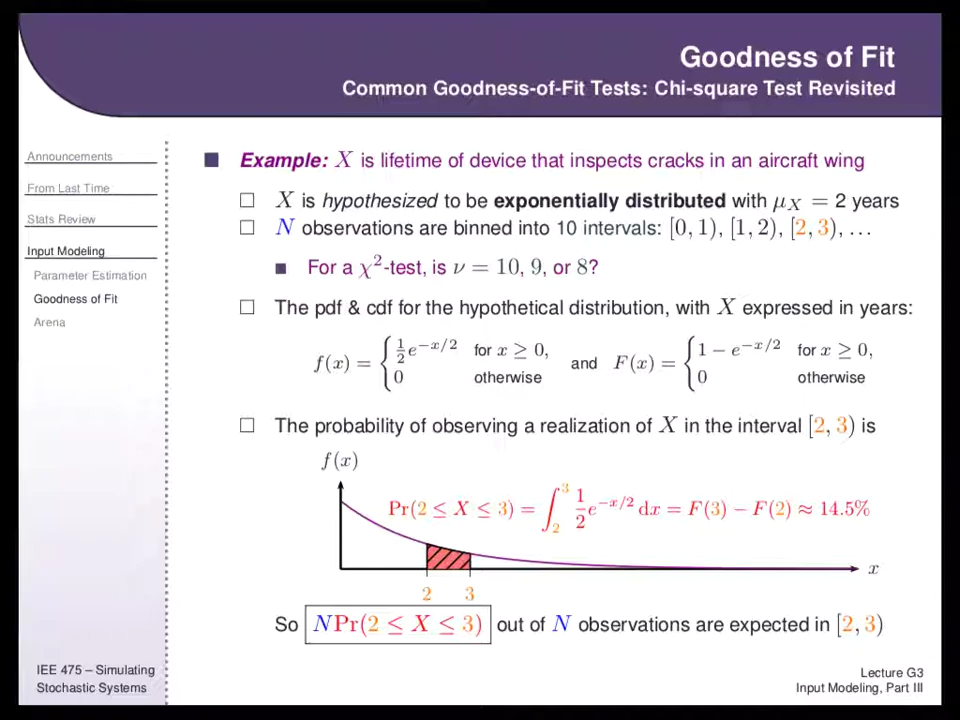 Goodness of Fit
Common Goodness-of-Fit Tests: Chi-square Test Revisited
Announcements
From Last Time
Stats Review
Input Modeling
Parameter Estimation
Goodness of Fit
Arena
Example: X is lifetime of device that inspects cracks in an aircraft wing
X is hypothesized to be exponentially distributed with μ_X = 2 years
N observations are binned into 10 intervals: [0, 1), [1, 2), [2, 3), …
For a χ²-test, is ν = 10, 9, or 8?
The pdf & cdf for the hypothetical distribution, with X expressed in years:
f(x) = { ½e^{−x/2} for x ≥ 0, and F(x) = { 1 − e^{−x/2} for x ≥ 0,
0 otherwise 0 otherwise
The probability of observing a realization of X in the interval [2, 3) is
f(x)
Pr(2 ≤ X ≤ 3) = ∫_2^3 ½e^{−x/2} dx = F(3) − F(2) ≈ 14.5%
x
2 3
So NPr(2 ≤ X ≤ 3) out of N observations are expected in [2, 3)
IEE 475 – Simulating
Stochastic Systems
Lecture G3
Input Modeling, Part III